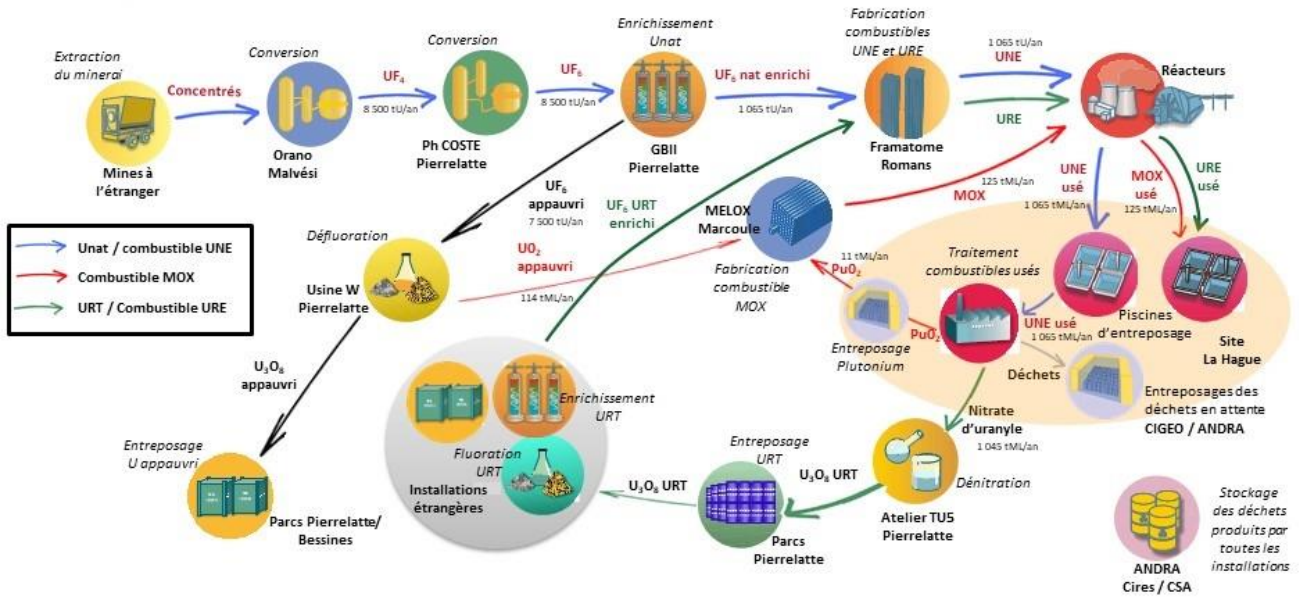 Extraction
du minerai
Mines à
l'étranger
Concentrés
Conversion
Orano
Malvési
UF4
8 500 tU/an
Conversion
Ph COSTE
Pierrelatte
UF6
8 500 tU/an
Enrichissement
Unat
GBII
Pierrelatte
UF6 nat enrichi
1 065 tU/an
Fabrication
combustibles
UNE et URE
Framatome
Romans
1 065 tU/an
UNE
URE
Réacteurs
UNE
usé
1 065 tML/an
MOX
usé
125 tML/an
URE
usé
UF6
appauvri
7 500 tU/an
UF6 URT
enrichi
MELOX
Marcoule
Fabrication
combustible
MOX
MOX
125 tML/an
Unat / combustible UNE
Combustible MOX
URT / Combustible URE
Défluoration
Usine W
Pierrelatte
UO2
appauvri
114 tML/an
11 tML/an
PuO2
Entreposage
Plutonium
PuO2
Traitement
combustibles usés
UNE usé
1 065 tML/an
Piscines
d'entreposage
Site
La Hague
Déchets
Entreposages des
déchets en attente
CIGEO / ANDRA
Nitrate
d'uranyle
1 045 tML/an
U3O8
appauvri
Entreposage
U appauvri
Parcs Pierrelatte/
Bessines
Enrichissement
URT
Fluoration
URT
Installations
étrangères
U3O8 URT
Entreposage
URT
Parcs
Pierrelatte
U3O8 URT
Dénitration
Atelier TU5
Pierrelatte
ANDRA
Cires / CSA
Stockage
des déchets
produits par
toutes les
installations